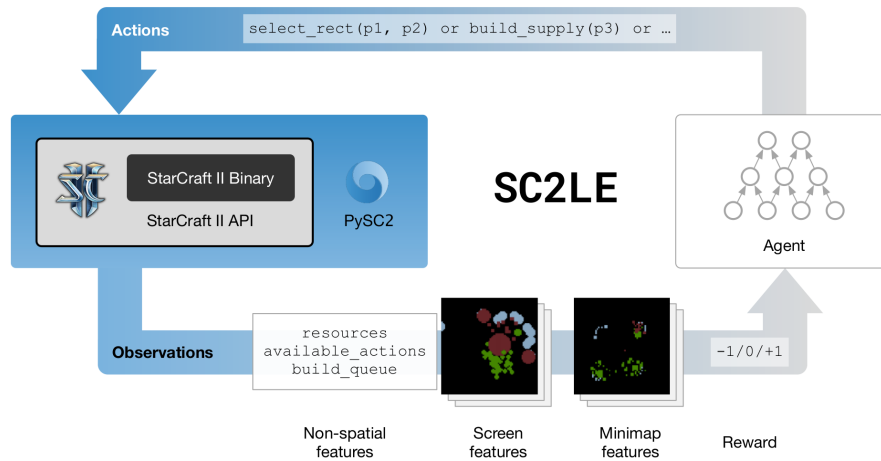 Actions
select_rect(p1, p2) or build_supply(p3) or …
StarCraft II Binary
StarCraft II API
PySC2
SC2LE
Agent
Observations
resources
available_actions
build_queue
-1/0/+1
Non-spatial
features
Screen
features
Minimap
features
Reward